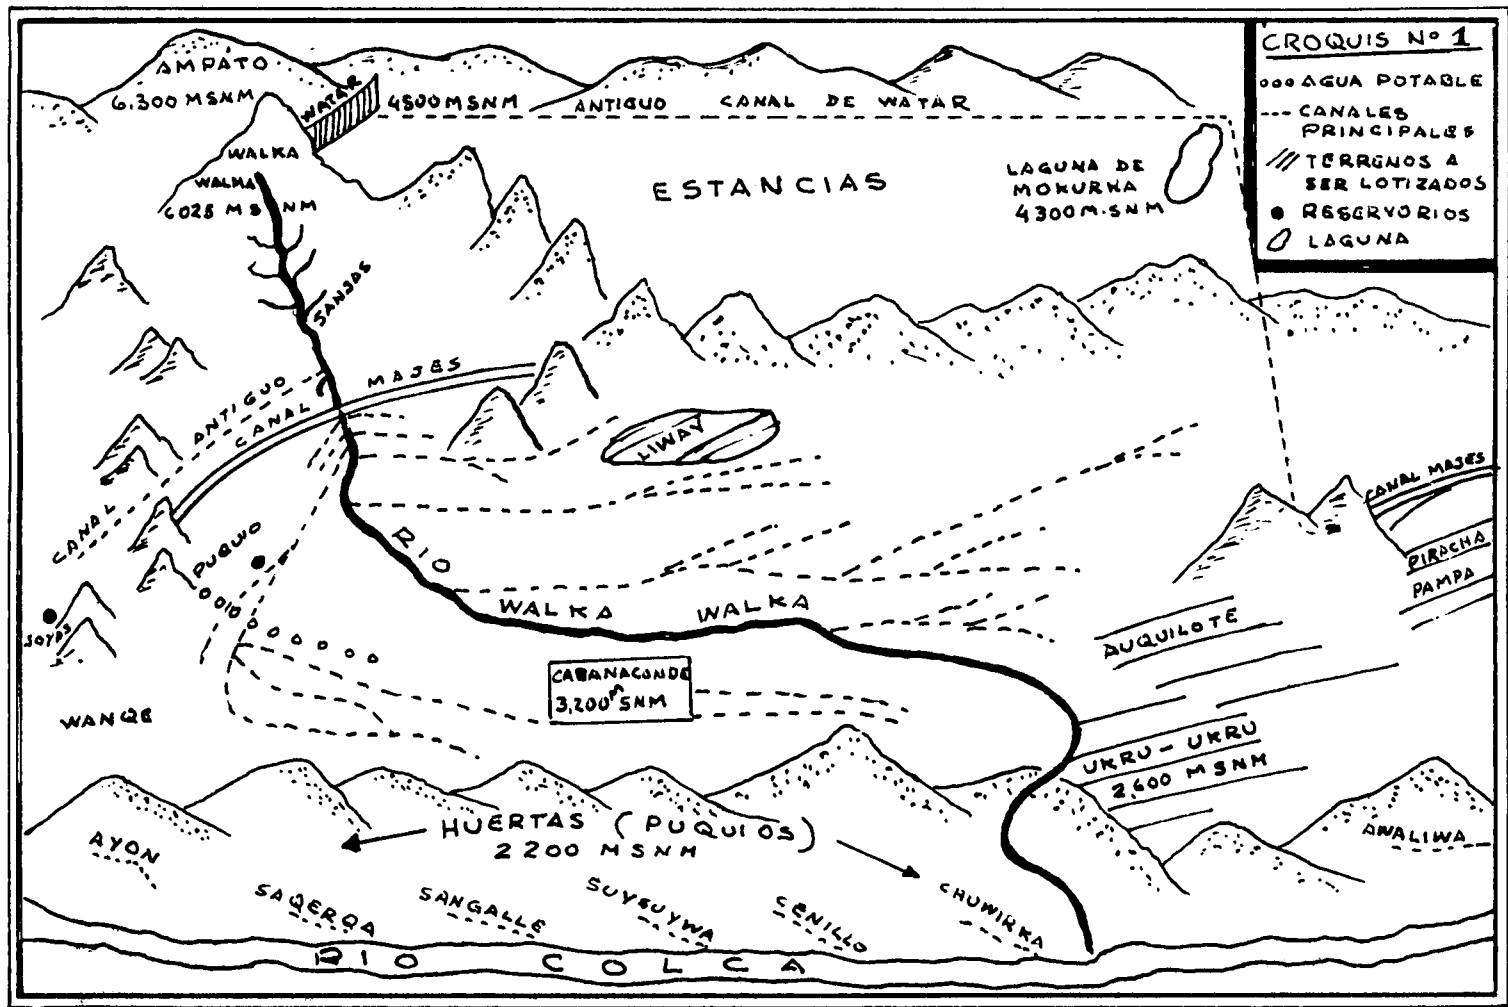 CROQUIS Nº 1
AGUA POTABLE
CANALES
PRINCIPALES
TERRENOS A
SER LOTIZADOS
RESERVORIOS
LAGUNA
AMPATO
6.300 MSNM
WATAR
4800 MSNM
ANTIGUO CANAL DE WATAR
WALKA
WALKA
6025 MSNM
ESTANCIAS
LAGUNA DE
MOKURKA
4300 M.SNM
SANJAS
MAJES
ANTIGUO
CANAL
CANAL
LIWAY
CANAL MAJES
PUQUIO
RIO
WALKA WALKA
PIRACHA
PAMPA
AUQUILOTE
CABANACONDE
3,200 m SNM
WANQE
UKRU-UKRU
2,600 MSNM
HUERTAS (PUQUIOS)
2200 MSNM
AYON
ANALIWA
SAQERQA
SANGALLE
SUYSUYWA
CENILLO
CHUWIRKA
RIO COLCA